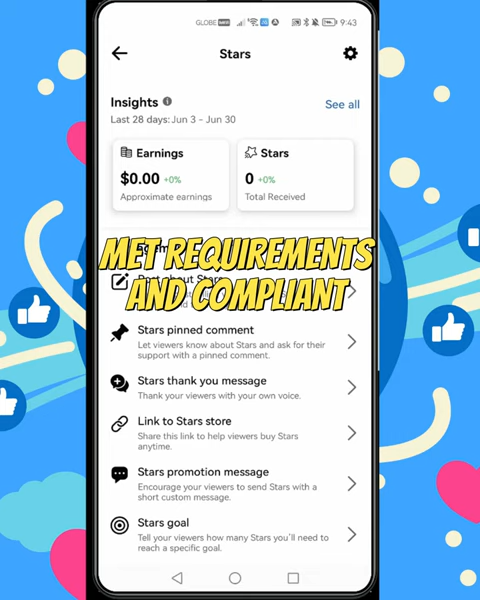 GLOBE
9:43
Stars
Insights
See all
Last 28 days: Jun 3 – Jun 30
Earnings
$0.00 +0%
Approximate earnings
Stars
0 +0%
Total Received
MET REQUIREMENTS
AND COMPLIANT
Post about Stars
Stars pinned comment
Let viewers know about Stars and ask for their
support with a pinned comment.
Stars thank you message
Thank your viewers with your own voice.
Link to Stars store
Share this link to help viewers buy Stars
anytime.
Stars promotion message
Encourage your viewers to send Stars with a
short custom message.
Stars goal
Tell your viewers how many Stars you'll need to
reach a specific goal.